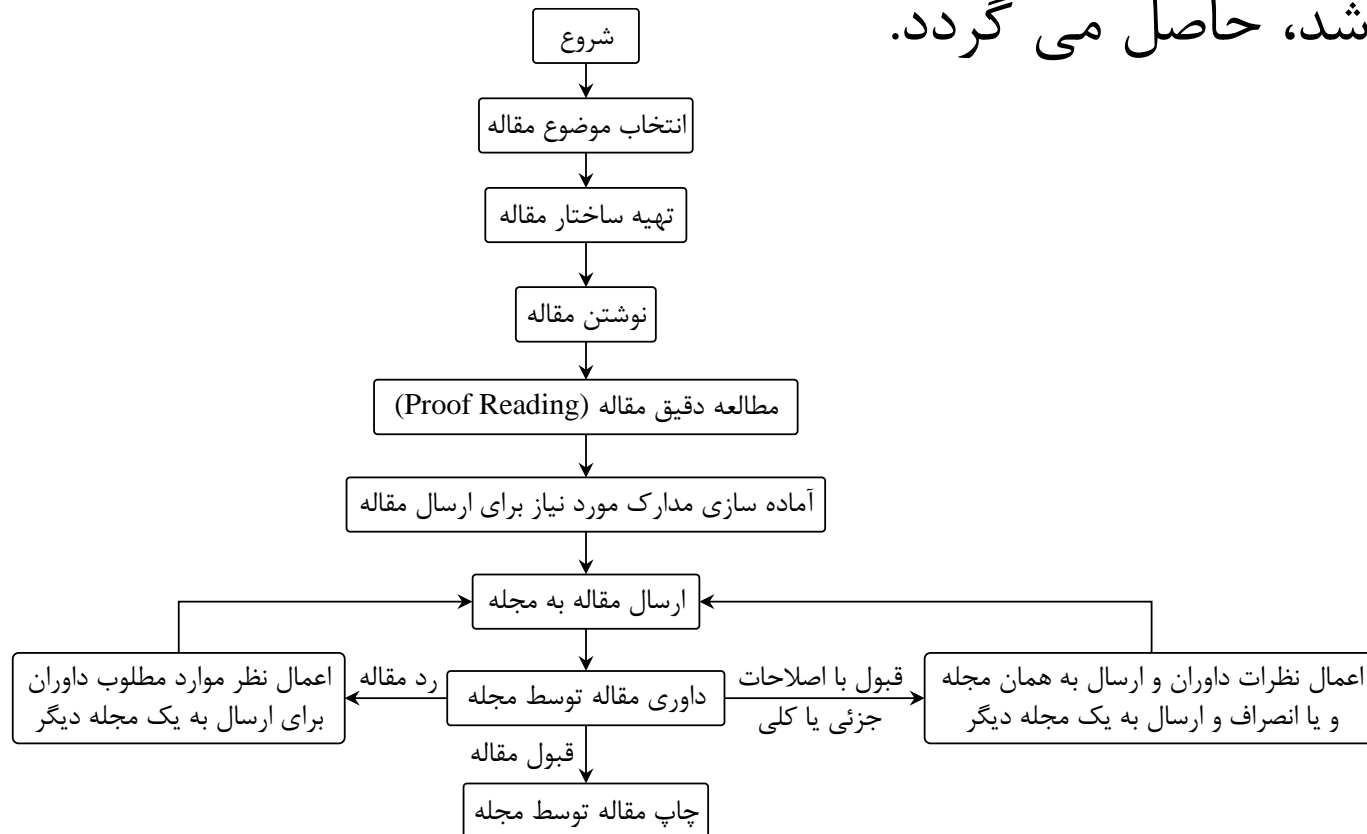 شد، حاصل می گردد.
شروع
انتخاب موضوع مقاله
تهیه ساختار مقاله
نوشتن مقاله
مطالعه دقیق مقاله (Proof Reading)
آماده سازی مدارک مورد نیاز برای ارسال مقاله
ارسال مقاله به مجله
اعمال نظرات داوران و ارسال به همان مجله
و یا انصراف و ارسال به یک مجله دیگر
قبول با اصلاحات
جزئی یا کلی
داوری مقاله توسط مجله
رد مقاله
اعمال نظر موارد مطلوب داوران
برای ارسال به یک مجله دیگر
قبول مقاله
چاپ مقاله توسط مجله